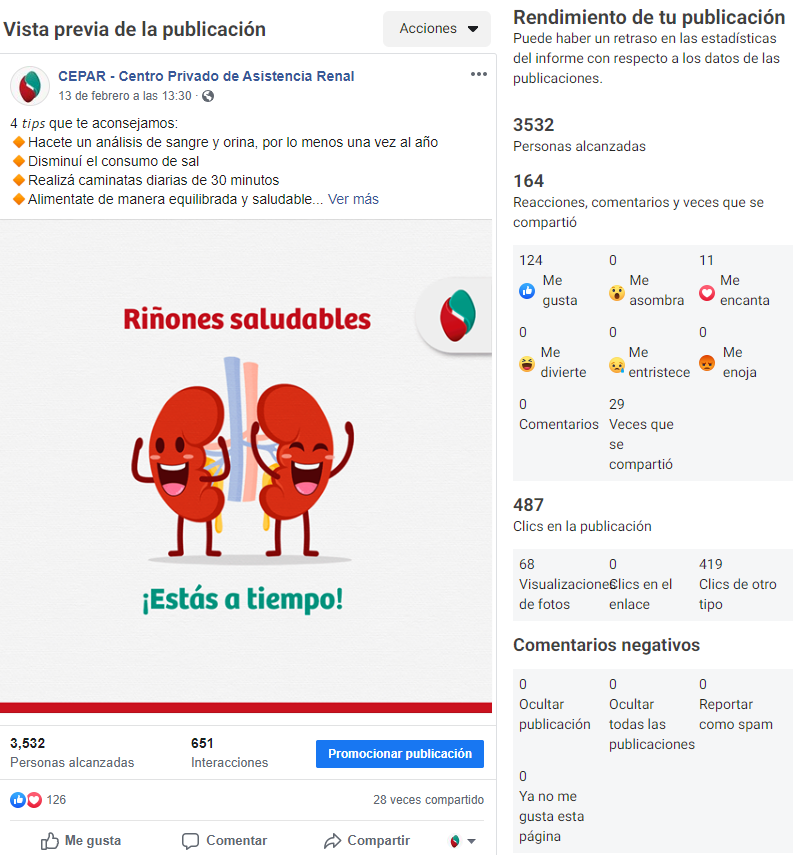 Vista previa de la publicación
Acciones
CEPAR - Centro Privado de Asistencia Renal
13 de febrero a las 13:30 ·
4 tips que te aconsejamos:
Hacete un análisis de sangre y orina, por lo menos una vez al año
Disminuí el consumo de sal
Realizá caminatas diarias de 30 minutos
Alimentate de manera equilibrada y saludable... Ver más
Riñones saludables
¡Estás a tiempo!
3,532
Personas alcanzadas
651
Interacciones
Promocionar publicación
126
28 veces compartido
Me gusta
Comentar
Compartir
Rendimiento de tu publicación
Puede haber un retraso en las estadísticas
del informe con respecto a los datos de las
publicaciones.
3532
Personas alcanzadas
164
Reacciones, comentarios y veces que se
compartió
124
Me
gusta
0
Me
asombra
11
Me
encanta
0
Me
divierte
0
Me
entristece
0
Me
enoja
0
Comentarios
29
Veces que
se
compartió
487
Clics en la publicación
68
Visualizaciones
de fotos
0
Clics en el
enlace
419
Clics de otro
tipo
Comentarios negativos
0
Ocultar
publicación
0
Ocultar
todas las
publicaciones
0
Reportar
como spam
0
Ya no me
gusta esta
página